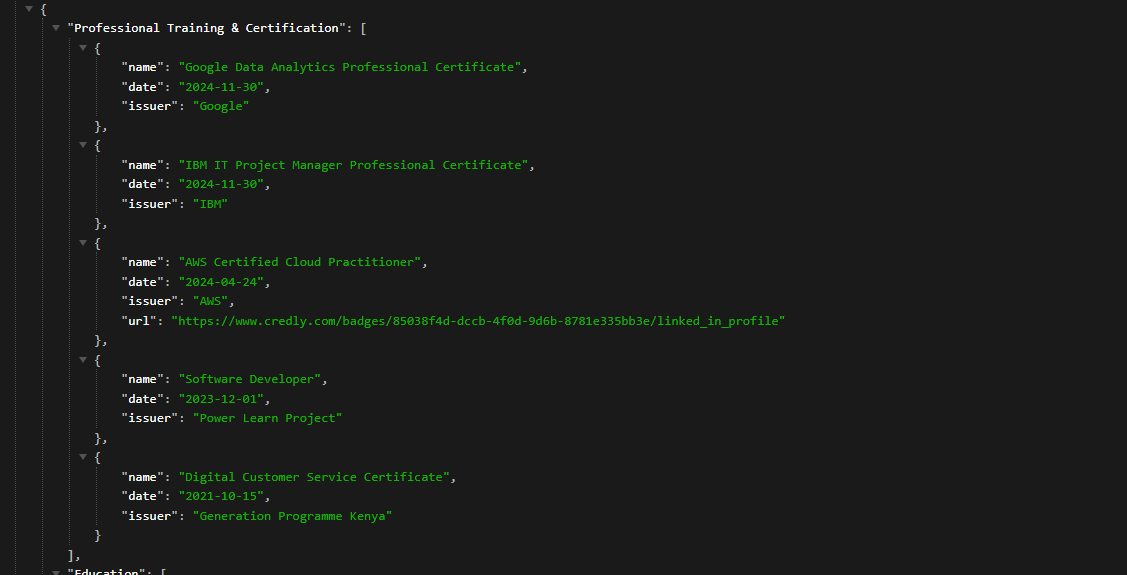 {
"Professional Training & Certification": [
{
"name": "Google Data Analytics Professional Certificate",
"date": "2024-11-30",
"issuer": "Google"
},
{
"name": "IBM IT Project Manager Professional Certificate",
"date": "2024-11-30",
"issuer": "IBM"
},
{
"name": "AWS Certified Cloud Practitioner",
"date": "2024-04-24",
"issuer": "AWS",
"url": "https://www.credly.com/badges/85038f4d-dccb-4f0d-9d6b-8781e335bb3e/linked_in_profile"
},
{
"name": "Software Developer",
"date": "2023-12-01",
"issuer": "Power Learn Project"
},
{
"name": "Digital Customer Service Certificate",
"date": "2021-10-15",
"issuer": "Generation Programme Kenya"
}
],
"Education": [